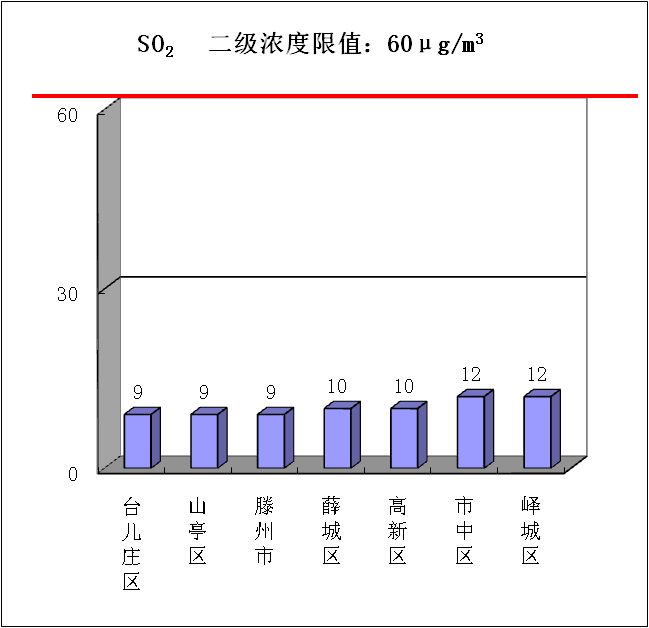 SO₂ 二级浓度限值：60μg/m³
60
30
0
9
9
9
10
10
12
12
台儿庄区
山亭区
滕州市
薛城区
高新区
市中区
峄城区